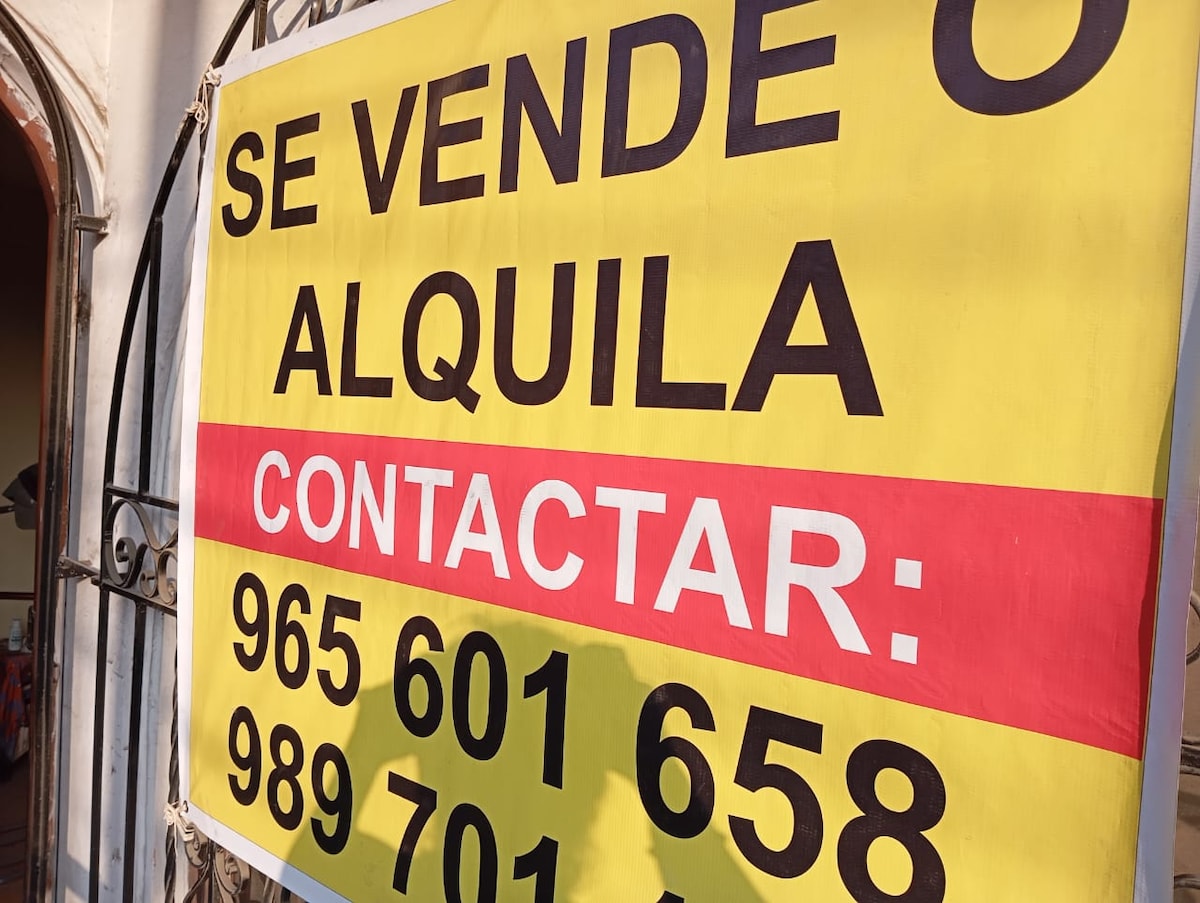 SE VENDE O
ALQUILA
CONTACTAR:
965 601 658
989 701